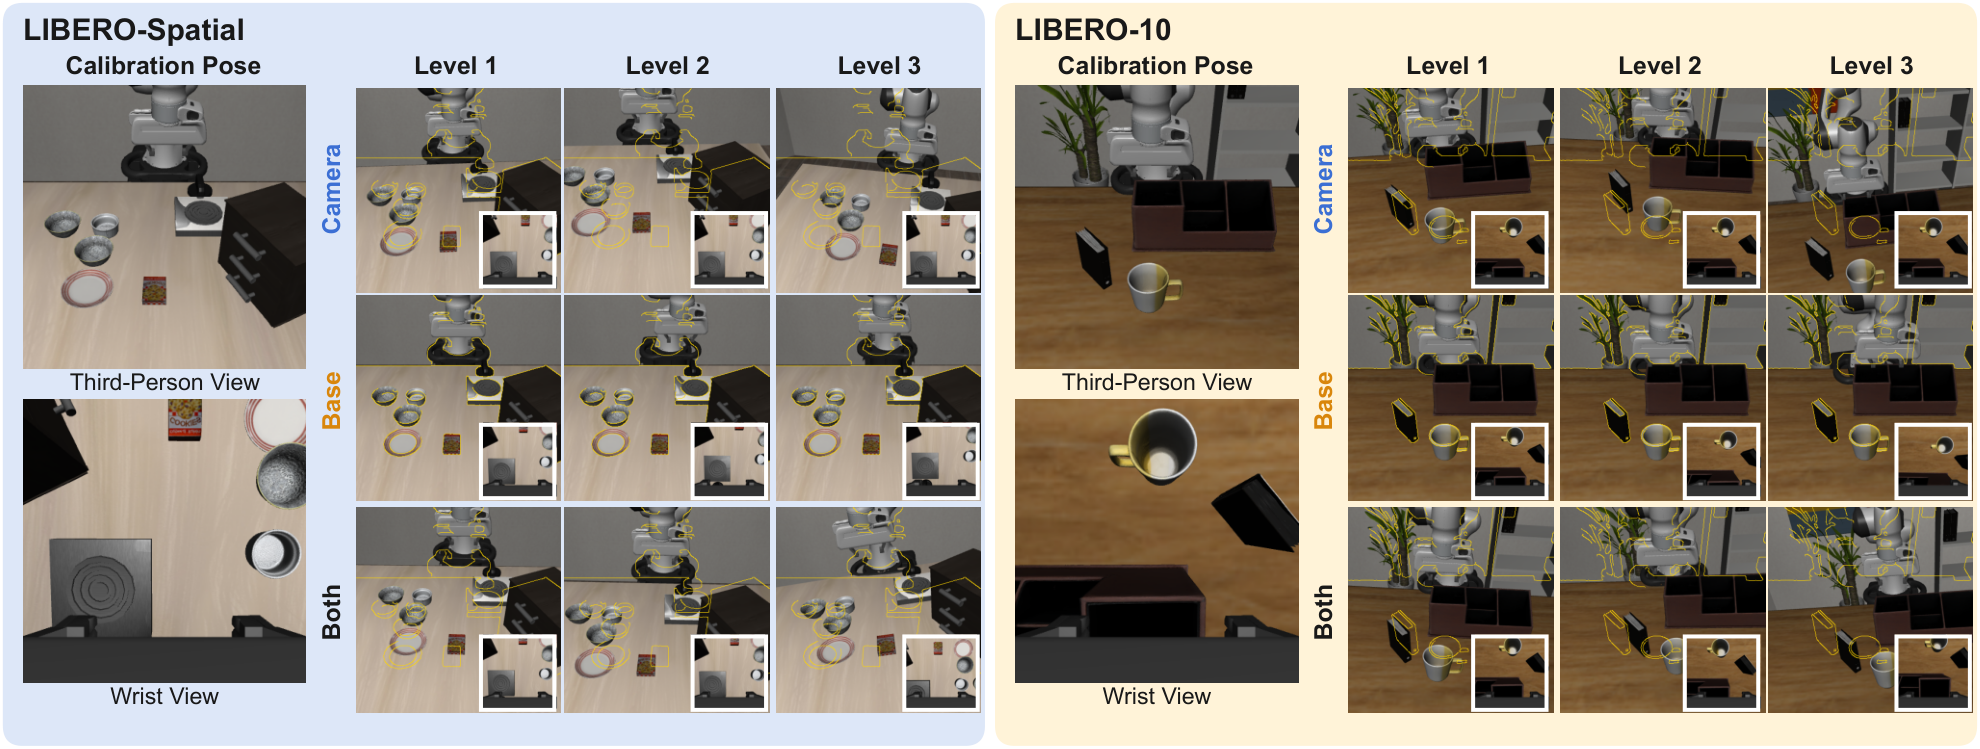 LIBERO-Spatial
Calibration Pose
Level 1
Level 2
Level 3
Camera
Base
Both
Third-Person View
COOKIES
Wrist View
LIBERO-10
Calibration Pose
Level 1
Level 2
Level 3
Camera
Base
Both
Third-Person View
Wrist View